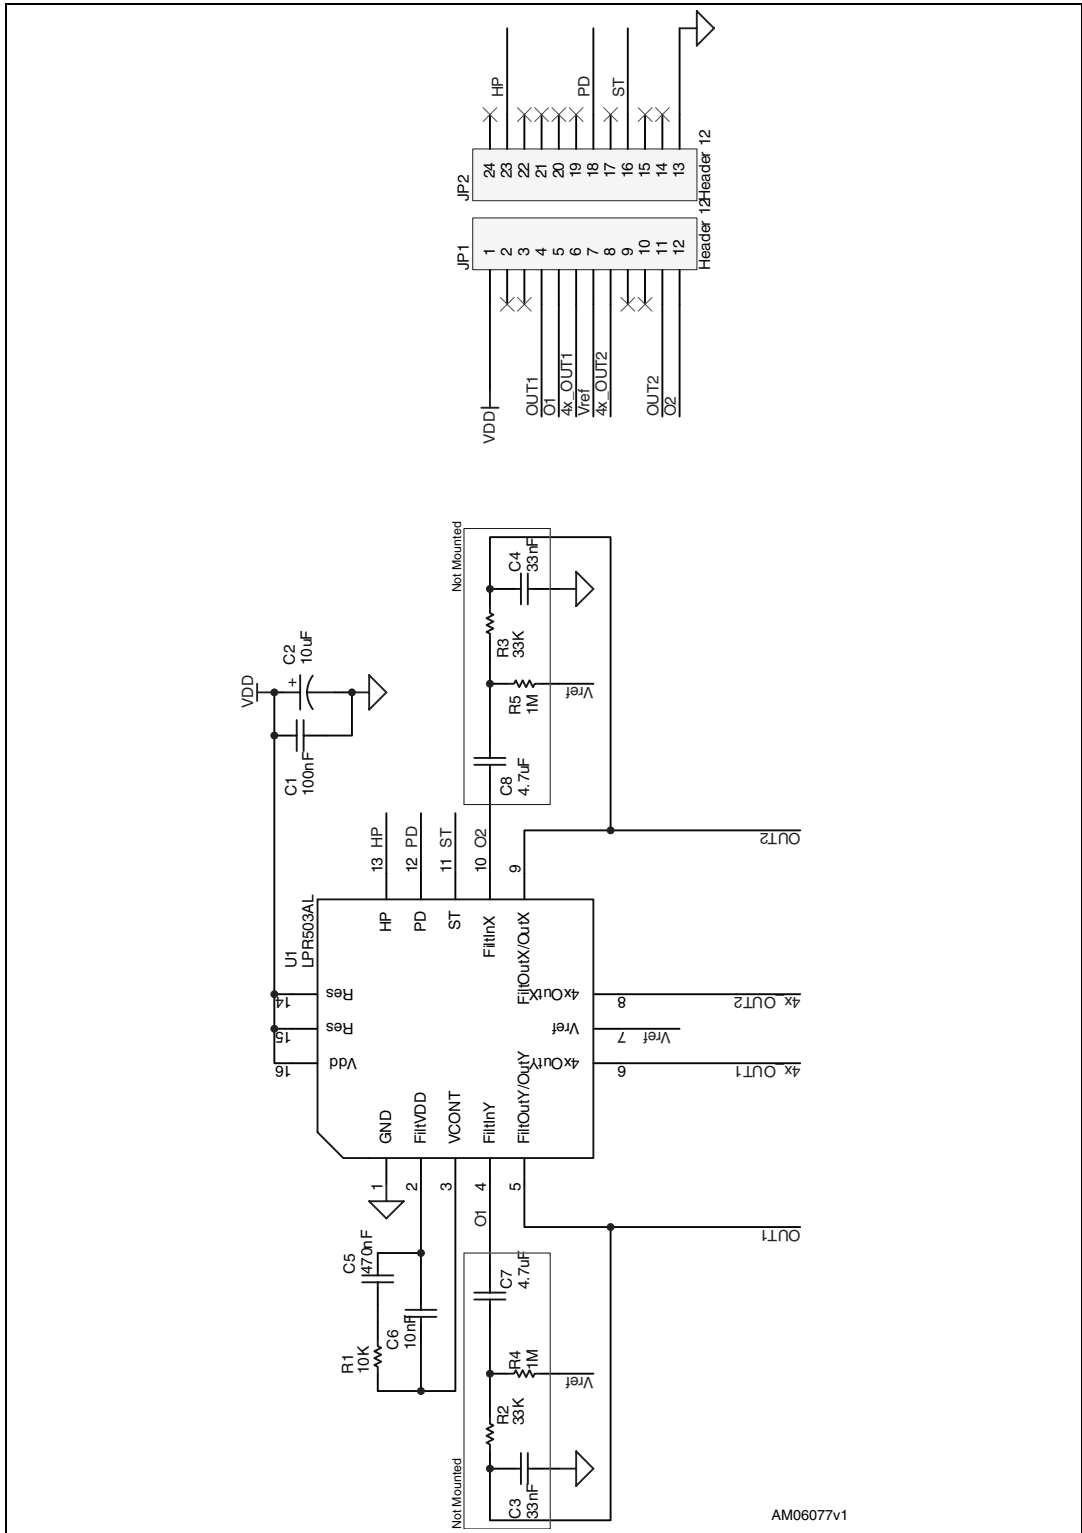 HP
PD
ST
24
23
22
21
20
19
18
17
16
15
14
13
JP2
Header 12
JP1
1
2
3
4
5
6
7
8
9
10
11
12
Header 12
VDD
OUT1
O1
4x_OUT1
Vref
4x_OUT2
OUT2
O2
Not Mounted
C4
33nF
R3
33K
R5
1M
Vref
C8
4.7uF
VDD
C2
10uF
+
C1
100nF
13 HP
12 PD
11 ST
10 O2
9
OUT2
U1
LPR503AL
HP
PD
ST
FiltInX
FiltOutX/OutX
14
Res
15
Res
16
Vdd
4xOutX
8
4x_OUT2
Vref
7
Vref
4xOutY
6
4x_OUT1
GND
FiltVDD
VCONT
FiltInY
FiltOutY/OutY
1
2
3
4
5
O1
OUT1
C5
470nF
R1
10K
C6
10nF
C7
4.7uF
R4
1M
Vref
R2
33K
C3
33nF
Not Mounted
AM06077v1